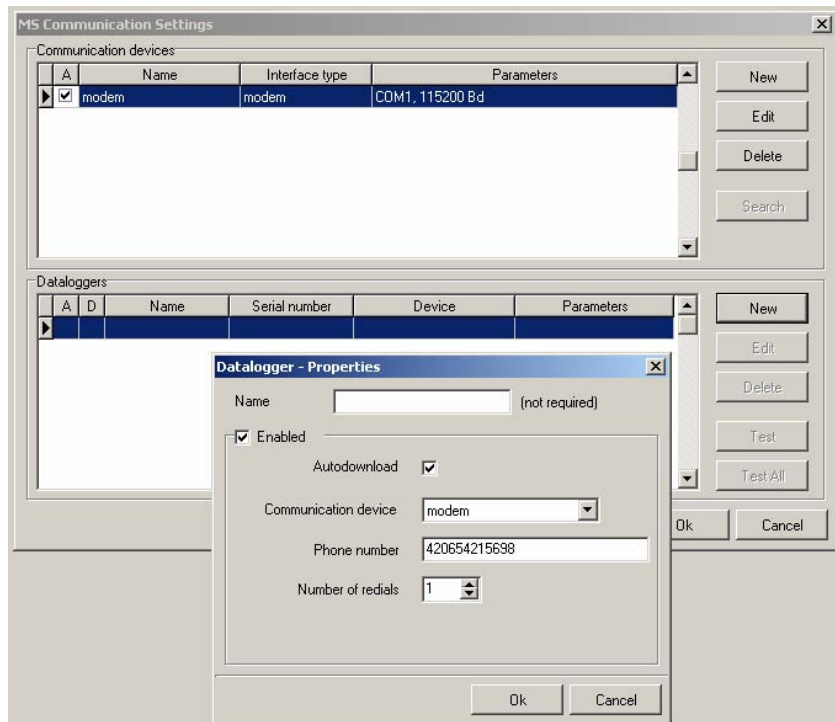 MS Communication Settings
Communication devices
A Name Interface type Parameters
modem modem COM1, 115200 Bd
New
Edit
Delete
Search
Dataloggers
A D Name Serial number Device Parameters
New
Edit
Delete
Test
Test All
Ok Cancel
Datalogger - Properties
Name (not required)
Enabled
Autodownload
Communication device modem
Phone number 420654215698
Number of redials 1
Ok Cancel